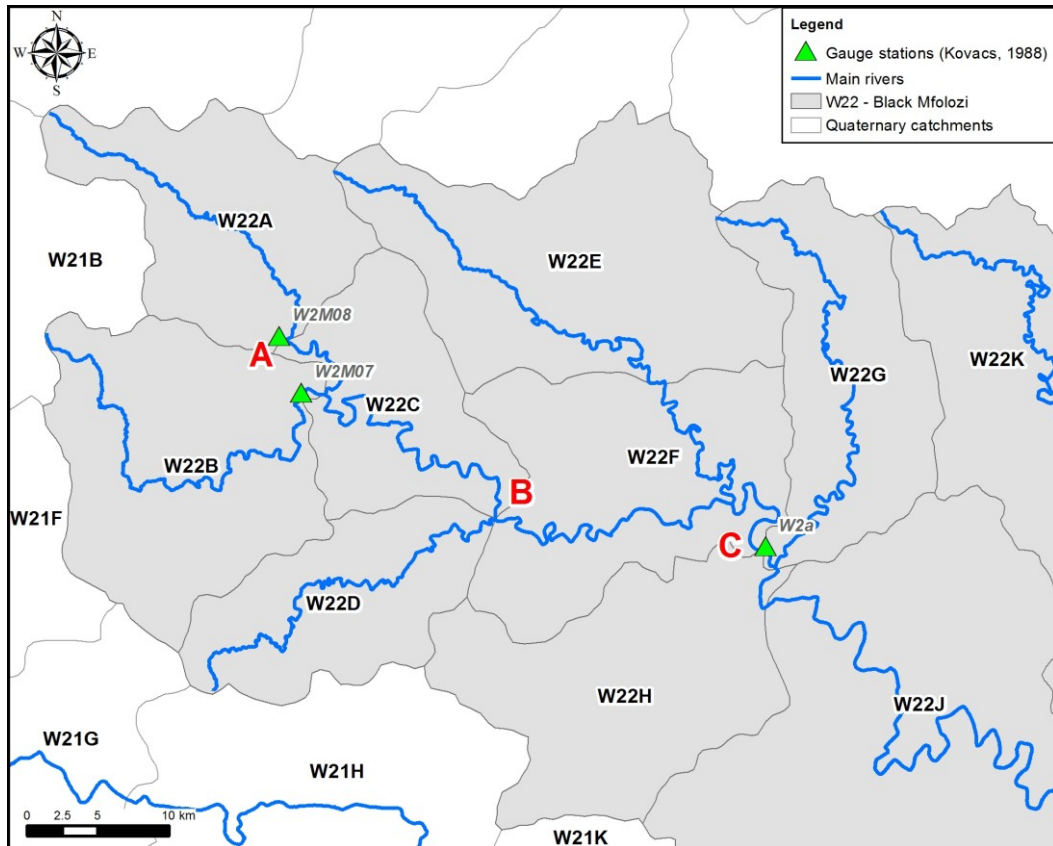 N
W E
S
Legend
Gauge stations (Kovacs, 1988)
Main rivers
W22 - Black Mfolozi
Quaternary catchments
W22A
W21B
W22E
W2M08
A
W2M07
W22G
W22K
W22C
W22B
W22F
B
W21F
W2a
C
W22D
W22H
W22J
W21G
W21H
0 2.5 5 10 km
W21K